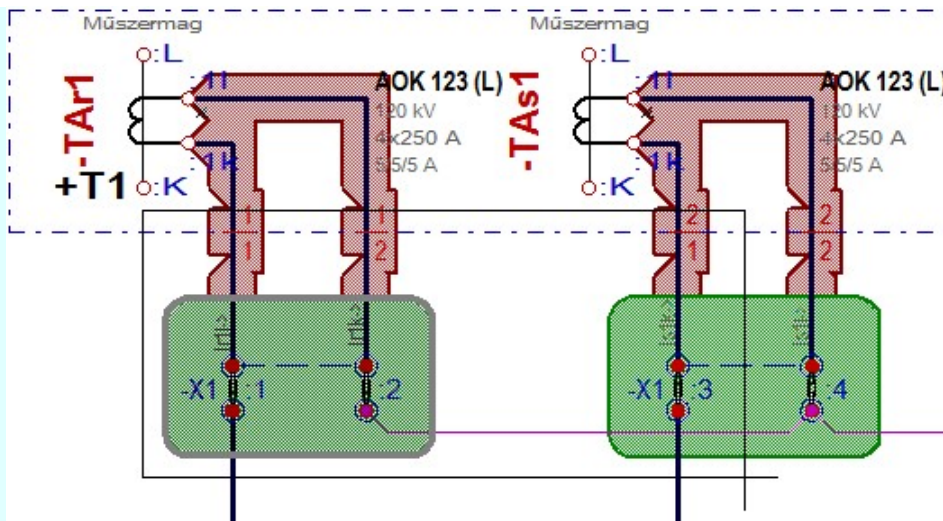 Műszermag
Műszermag
:L
:L
:1l
:1l
AOK 123 (L)
AOK 123 (L)
120 kV
120 kV
4x250 A
4x250 A
5/5/5 A
5/5/5 A
-TAr1
-TAs1
:1k
:1k
+T1
:K
:K
1
1
2
2
1
2
1
2
-X1
:1
:2
-X1
:3
:4